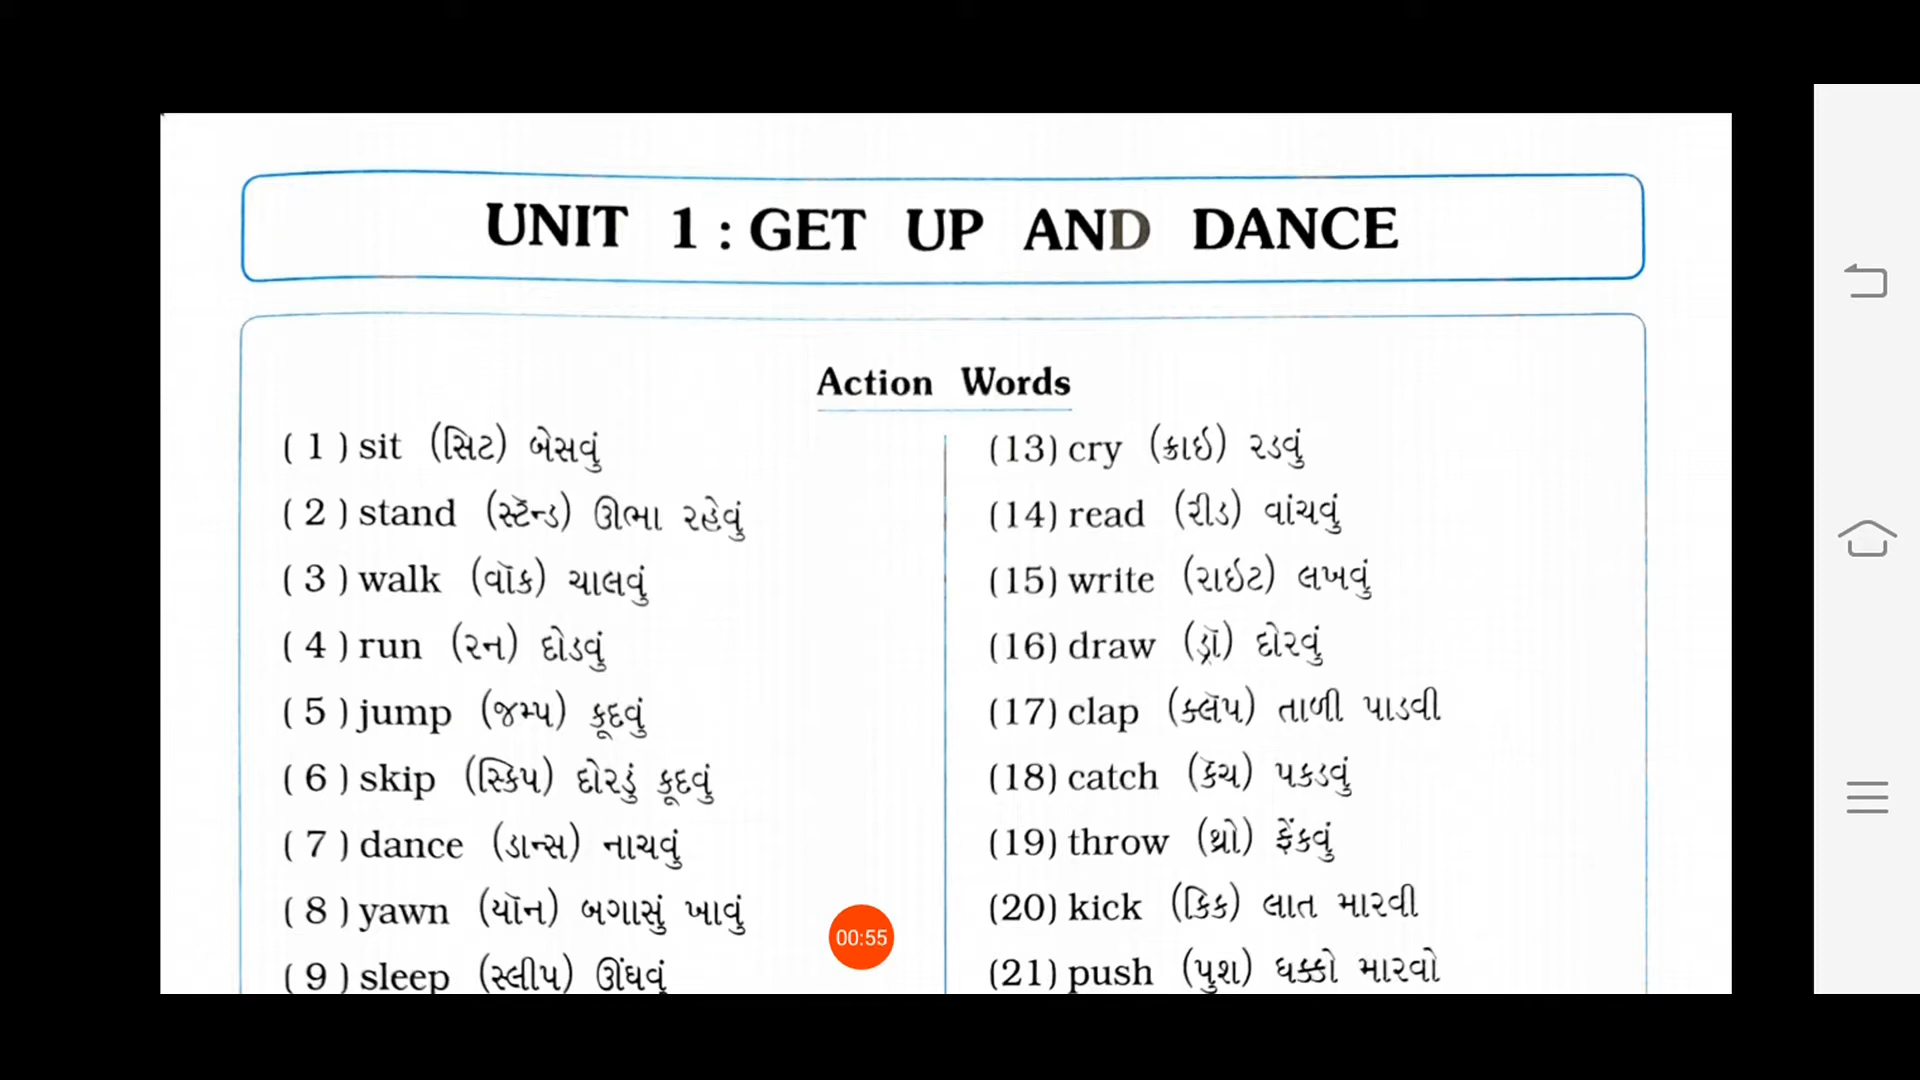 UNIT 1 : GET UP AND DANCE
Action Words
( 1 ) sit (સિટ) બેસવું
( 2 ) stand (સ્ટૅન્ડ) ઊભા રહેવું
( 3 ) walk (વૉક) ચાલવું
( 4 ) run (રન) દોડવું
( 5 ) jump (જમ્પ) કૂદવું
( 6 ) skip (સ્કિપ) દોરડું કૂદવું
( 7 ) dance (ડાન્સ) નાચવું
( 8 ) yawn (યૉન) બગાસું ખાવું
( 9 ) sleep (સ્લીપ) ઊંઘવું
(13) cry (ક્રાઇ) રડવું
(14) read (રીડ) વાંચવું
(15) write (રાઇટ) લખવું
(16) draw (ડ્રૉ) દોરવું
(17) clap (ક્લૅપ) તાળી પાડવી
(18) catch (કૅચ) પકડવું
(19) throw (થ્રો) ફેંકવું
(20) kick (કિક) લાત મારવી
(21) push (પુશ) ધક્કો મારવો
00:55